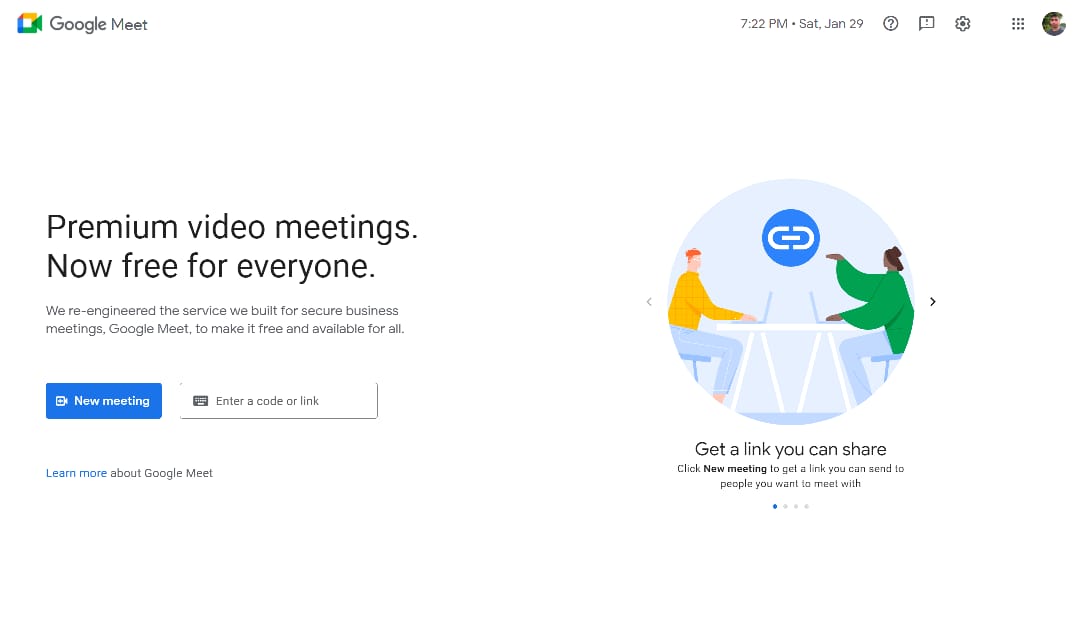 Google Meet
7:22 PM • Sat, Jan 29
Premium video meetings.
Now free for everyone.
We re-engineered the service we built for secure business
meetings, Google Meet, to make it free and available for all.
New meeting
Enter a code or link
Learn more about Google Meet
Get a link you can share
Click New meeting to get a link you can send to
people you want to meet with